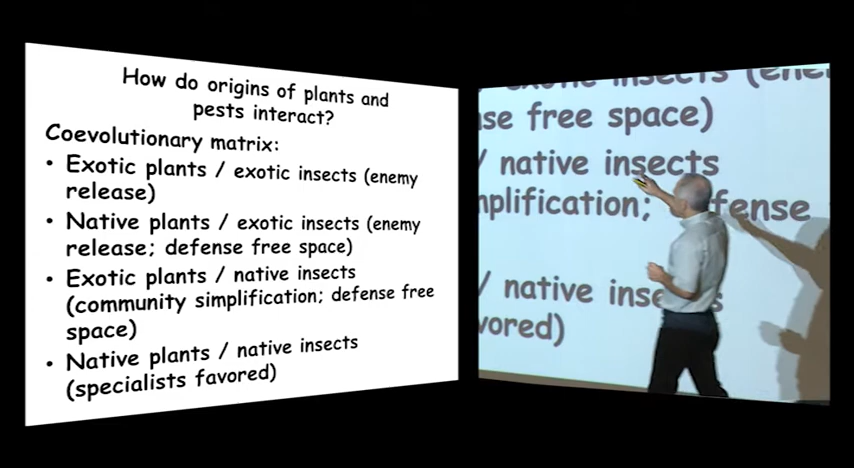 How do origins of plants and
pests interact?
Coevolutionary matrix:
• Exotic plants / exotic insects (enemy
release)
• Native plants / exotic insects (enemy
release; defense free space)
• Exotic plants / native insects
(community simplification; defense free
space)
• Native plants / native insects
(specialists favored)
exotic insects (ene
se free space)
/ native insects
nplification; fense
/ native inse s
vored)